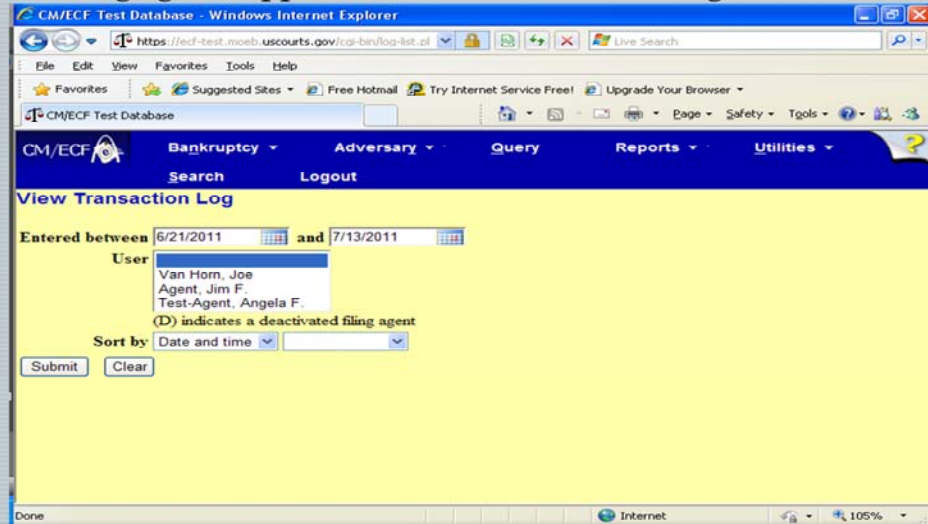 CM/ECF Test Database - Windows Internet Explorer
https://ecf-test.moeb.uscourts.gov/cgi-bin/log-list.pl Live Search
File Edit View Favorites Tools Help
Favorites Suggested Sites Free Hotmail Try Internet Service Free! Upgrade Your Browser
CM/ECF Test Database Page Safety Tools
CM/ECF Bankruptcy Adversary Query Reports Utilities ?
Search Logout
View Transaction Log
Entered between 6/21/2011 and 7/13/2011
User
Van Horn, Joe
Agent, Jim F.
Test-Agent, Angela F.
(D) indicates a deactivated filing agent
Sort by Date and time
Submit Clear
Done Internet 105%